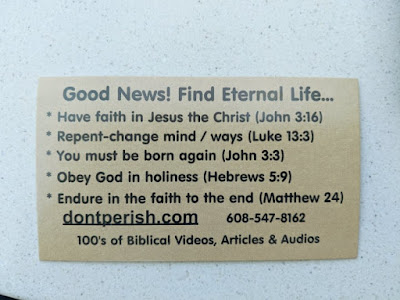 Good News! Find Eternal Life...
* Have faith in Jesus the Christ (John 3:16)
* Repent-change mind / ways (Luke 13:3)
* You must be born again (John 3:3)
* Obey God in holiness (Hebrews 5:9)
* Endure in the faith to the end (Matthew 24)
dontperish.com 608-547-8162
100's of Biblical Videos, Articles & Audios